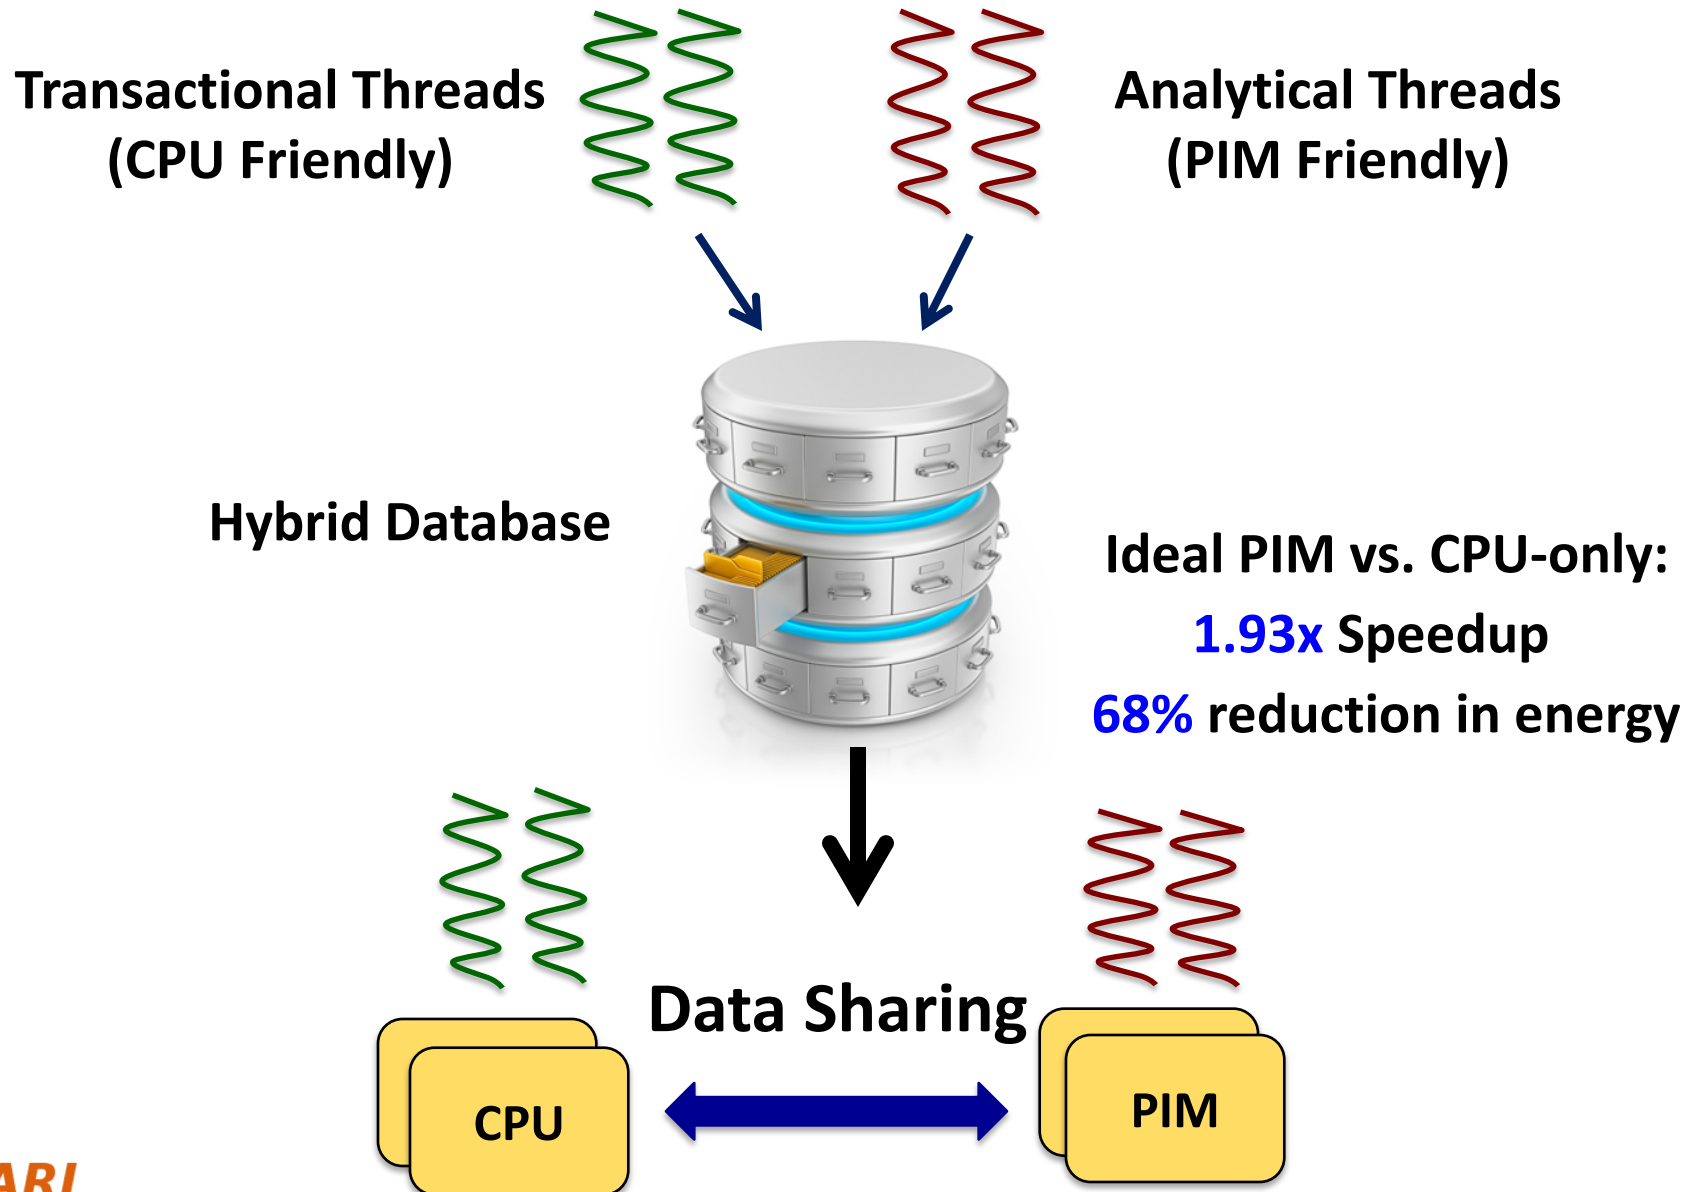 Transactional Threads
(CPU Friendly)
Analytical Threads
(PIM Friendly)
Hybrid Database
Ideal PIM vs. CPU-only:
1.93x Speedup
68% reduction in energy
Data Sharing
CPU
PIM